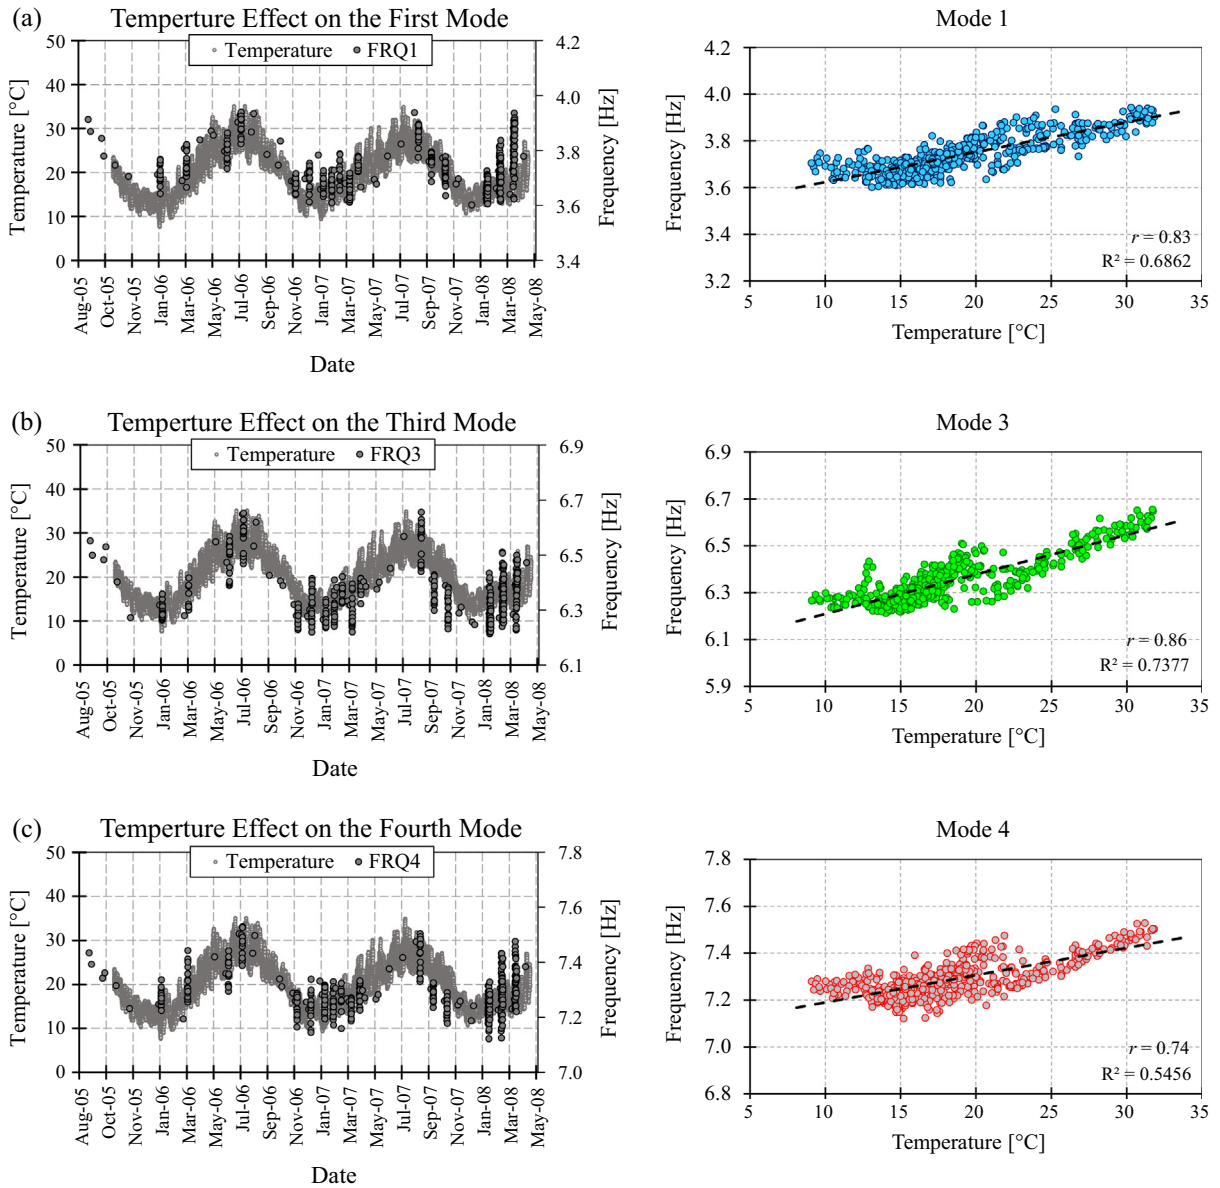 (a) Temperture Effect on the First Mode
Temperature FRQ1
Temperature [°C]
50
40
30
20
10
0
4.2
4.0
3.8
3.6
3.4
Frequency [Hz]
Aug-05 Oct-05 Nov-05 Jan-06 Mar-06 May-06 Jul-06 Sep-06 Nov-06 Jan-07 Mar-07 May-07 Jul-07 Sep-07 Nov-07 Jan-08 Mar-08 May-08
Date
Mode 1
Frequency [Hz]
4.2
4.0
3.8
3.6
3.4
3.2
r = 0.83
R² = 0.6862
5 10 15 20 25 30 35
Temperature [°C]
(b) Temperture Effect on the Third Mode
Temperature FRQ3
Temperature [°C]
50
40
30
20
10
0
6.9
6.7
6.5
6.3
6.1
Frequency [Hz]
Aug-05 Oct-05 Nov-05 Jan-06 Mar-06 May-06 Jul-06 Sep-06 Nov-06 Jan-07 Mar-07 May-07 Jul-07 Sep-07 Nov-07 Jan-08 Mar-08 May-08
Date
Mode 3
Frequency [Hz]
6.9
6.7
6.5
6.3
6.1
5.9
r = 0.86
R² = 0.7377
5 10 15 20 25 30 35
Temperature [°C]
(c) Temperture Effect on the Fourth Mode
Temperature FRQ4
Temperature [°C]
50
40
30
20
10
0
7.8
7.6
7.4
7.2
7.0
Frequency [Hz]
Aug-05 Oct-05 Nov-05 Jan-06 Mar-06 May-06 Jul-06 Sep-06 Nov-06 Jan-07 Mar-07 May-07 Jul-07 Sep-07 Nov-07 Jan-08 Mar-08 May-08
Date
Mode 4
Frequency [Hz]
7.8
7.6
7.4
7.2
7.0
6.8
r = 0.74
R² = 0.5456
5 10 15 20 25 30 35
Temperature [°C]